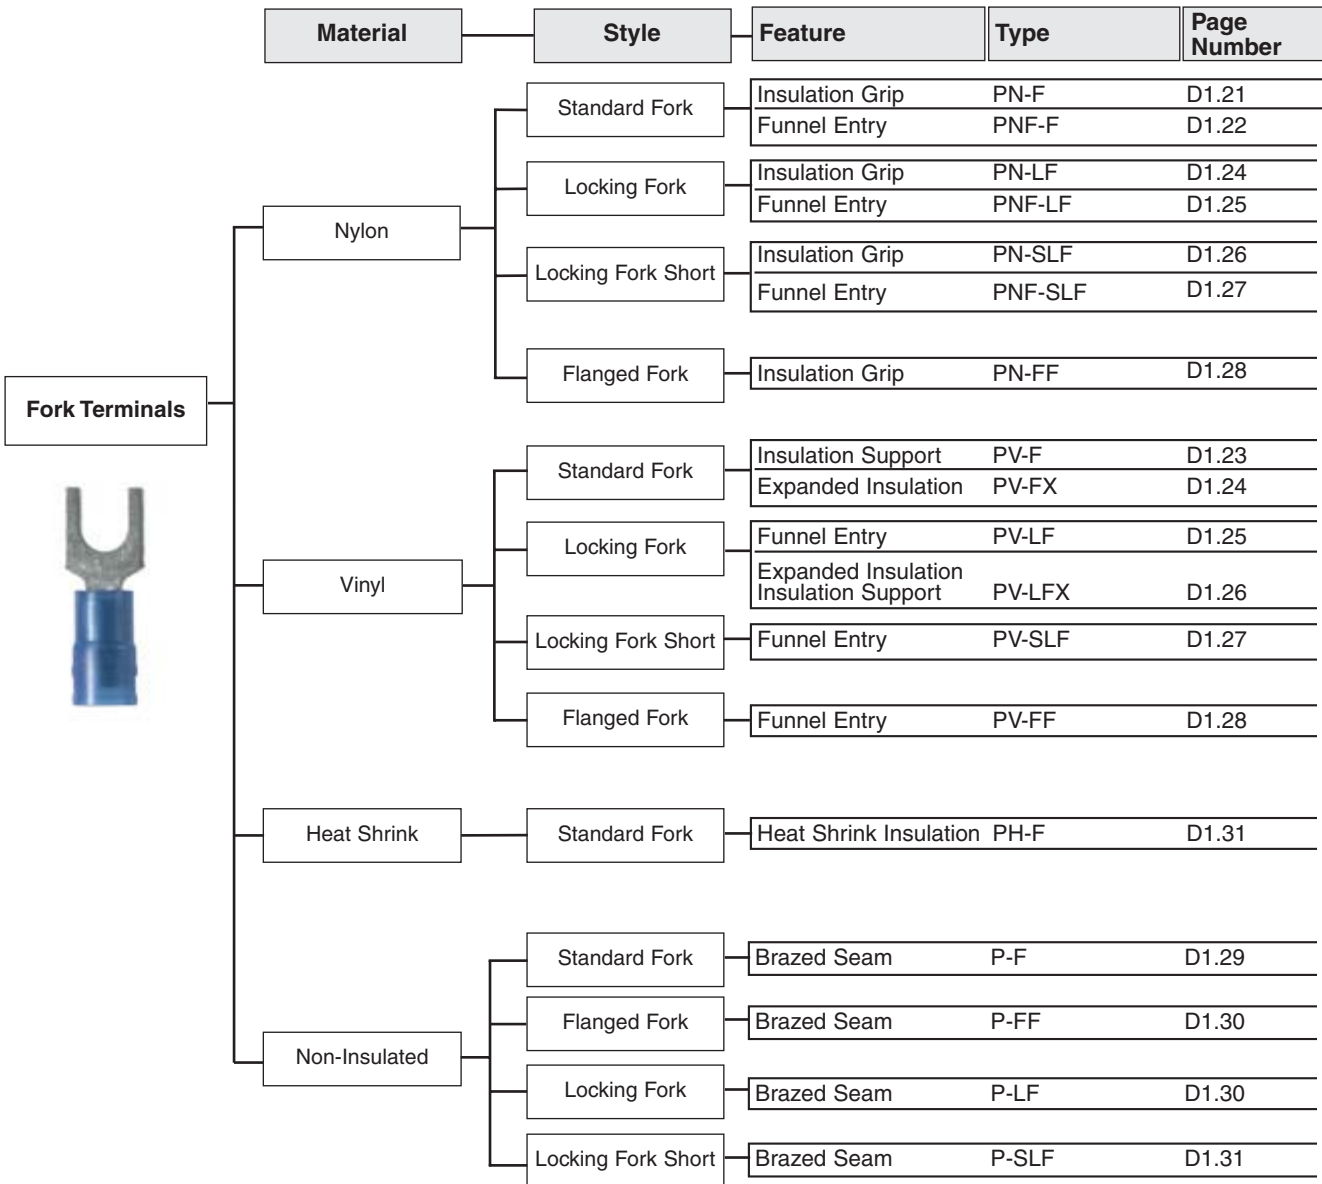 Material Style Feature Type Page Number
Standard Fork
Insulation Grip PN-F D1.21
Funnel Entry PNF-F D1.22
Locking Fork
Insulation Grip PN-LF D1.24
Funnel Entry PNF-LF D1.25
Nylon
Locking Fork Short
Insulation Grip PN-SLF D1.26
Funnel Entry PNF-SLF D1.27
Flanged Fork Insulation Grip PN-FF D1.28
Fork Terminals
Standard Fork
Insulation Support PV-F D1.23
Expanded Insulation PV-FX D1.24
Locking Fork
Funnel Entry PV-LF D1.25
Expanded Insulation
Insulation Support PV-LFX D1.26
Vinyl
Locking Fork Short Funnel Entry PV-SLF D1.27
Flanged Fork Funnel Entry PV-FF D1.28
Heat Shrink Standard Fork Heat Shrink Insulation PH-F D1.31
Standard Fork Brazed Seam P-F D1.29
Flanged Fork Brazed Seam P-FF D1.30
Non-Insulated
Locking Fork Brazed Seam P-LF D1.30
Locking Fork Short Brazed Seam P-SLF D1.31